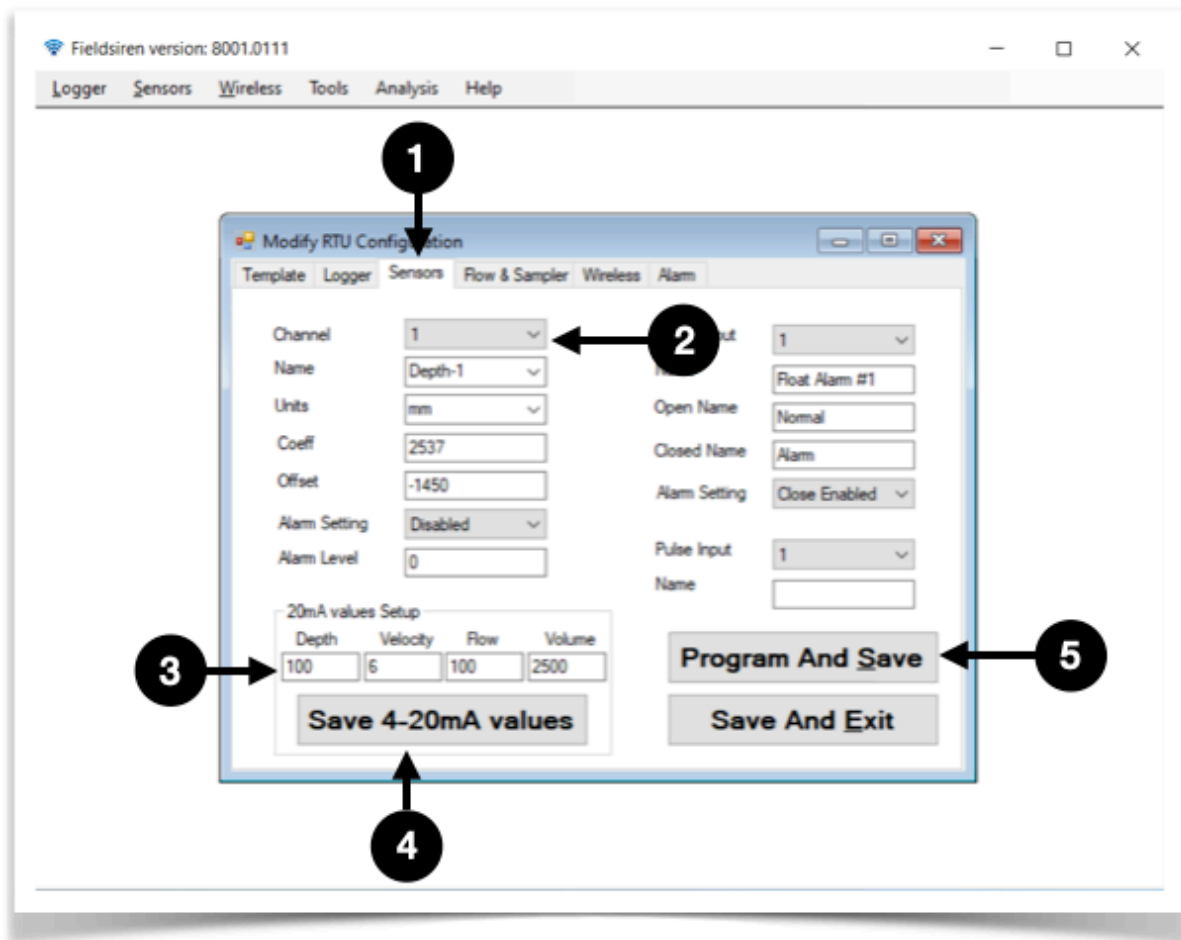 Fieldsiren version: 8001.0111
Logger Sensors Wireless Tools Analysis Help
1
Modify RTU Configuration
Template Logger Sensors Flow & Sampler Wireless Alarm
Channel 1
2
1
Name Depth-1
Float Alarm #1
Units mm
Open Name Normal
Coeff 2537
Closed Name Alarm
Offset -1450
Alarm Setting Close Enabled
Alarm Setting Disabled
Alarm Level 0
Pulse Input 1
Name
20mA values Setup
Depth Velocity Flow Volume
3
100 6 100 2500
Program And Save
5
Save 4-20mA values
Save And Exit
4